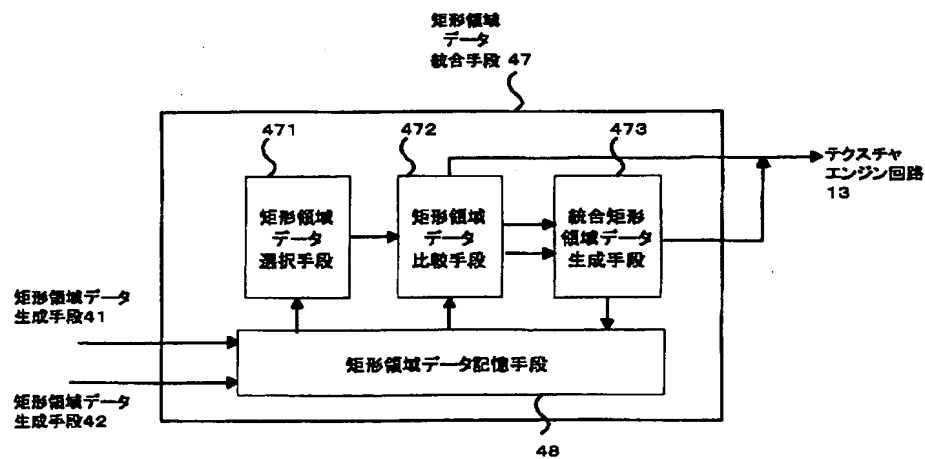 矩形領域
データ
統合手段 47
471
472
473
テクスチャ
エンジン回路
13
矩形領域
データ
選択手段
矩形領域
データ
比較手段
統合矩形
領域データ
生成手段
矩形領域データ
生成手段41
矩形領域データ記憶手段
矩形領域データ
生成手段42
48